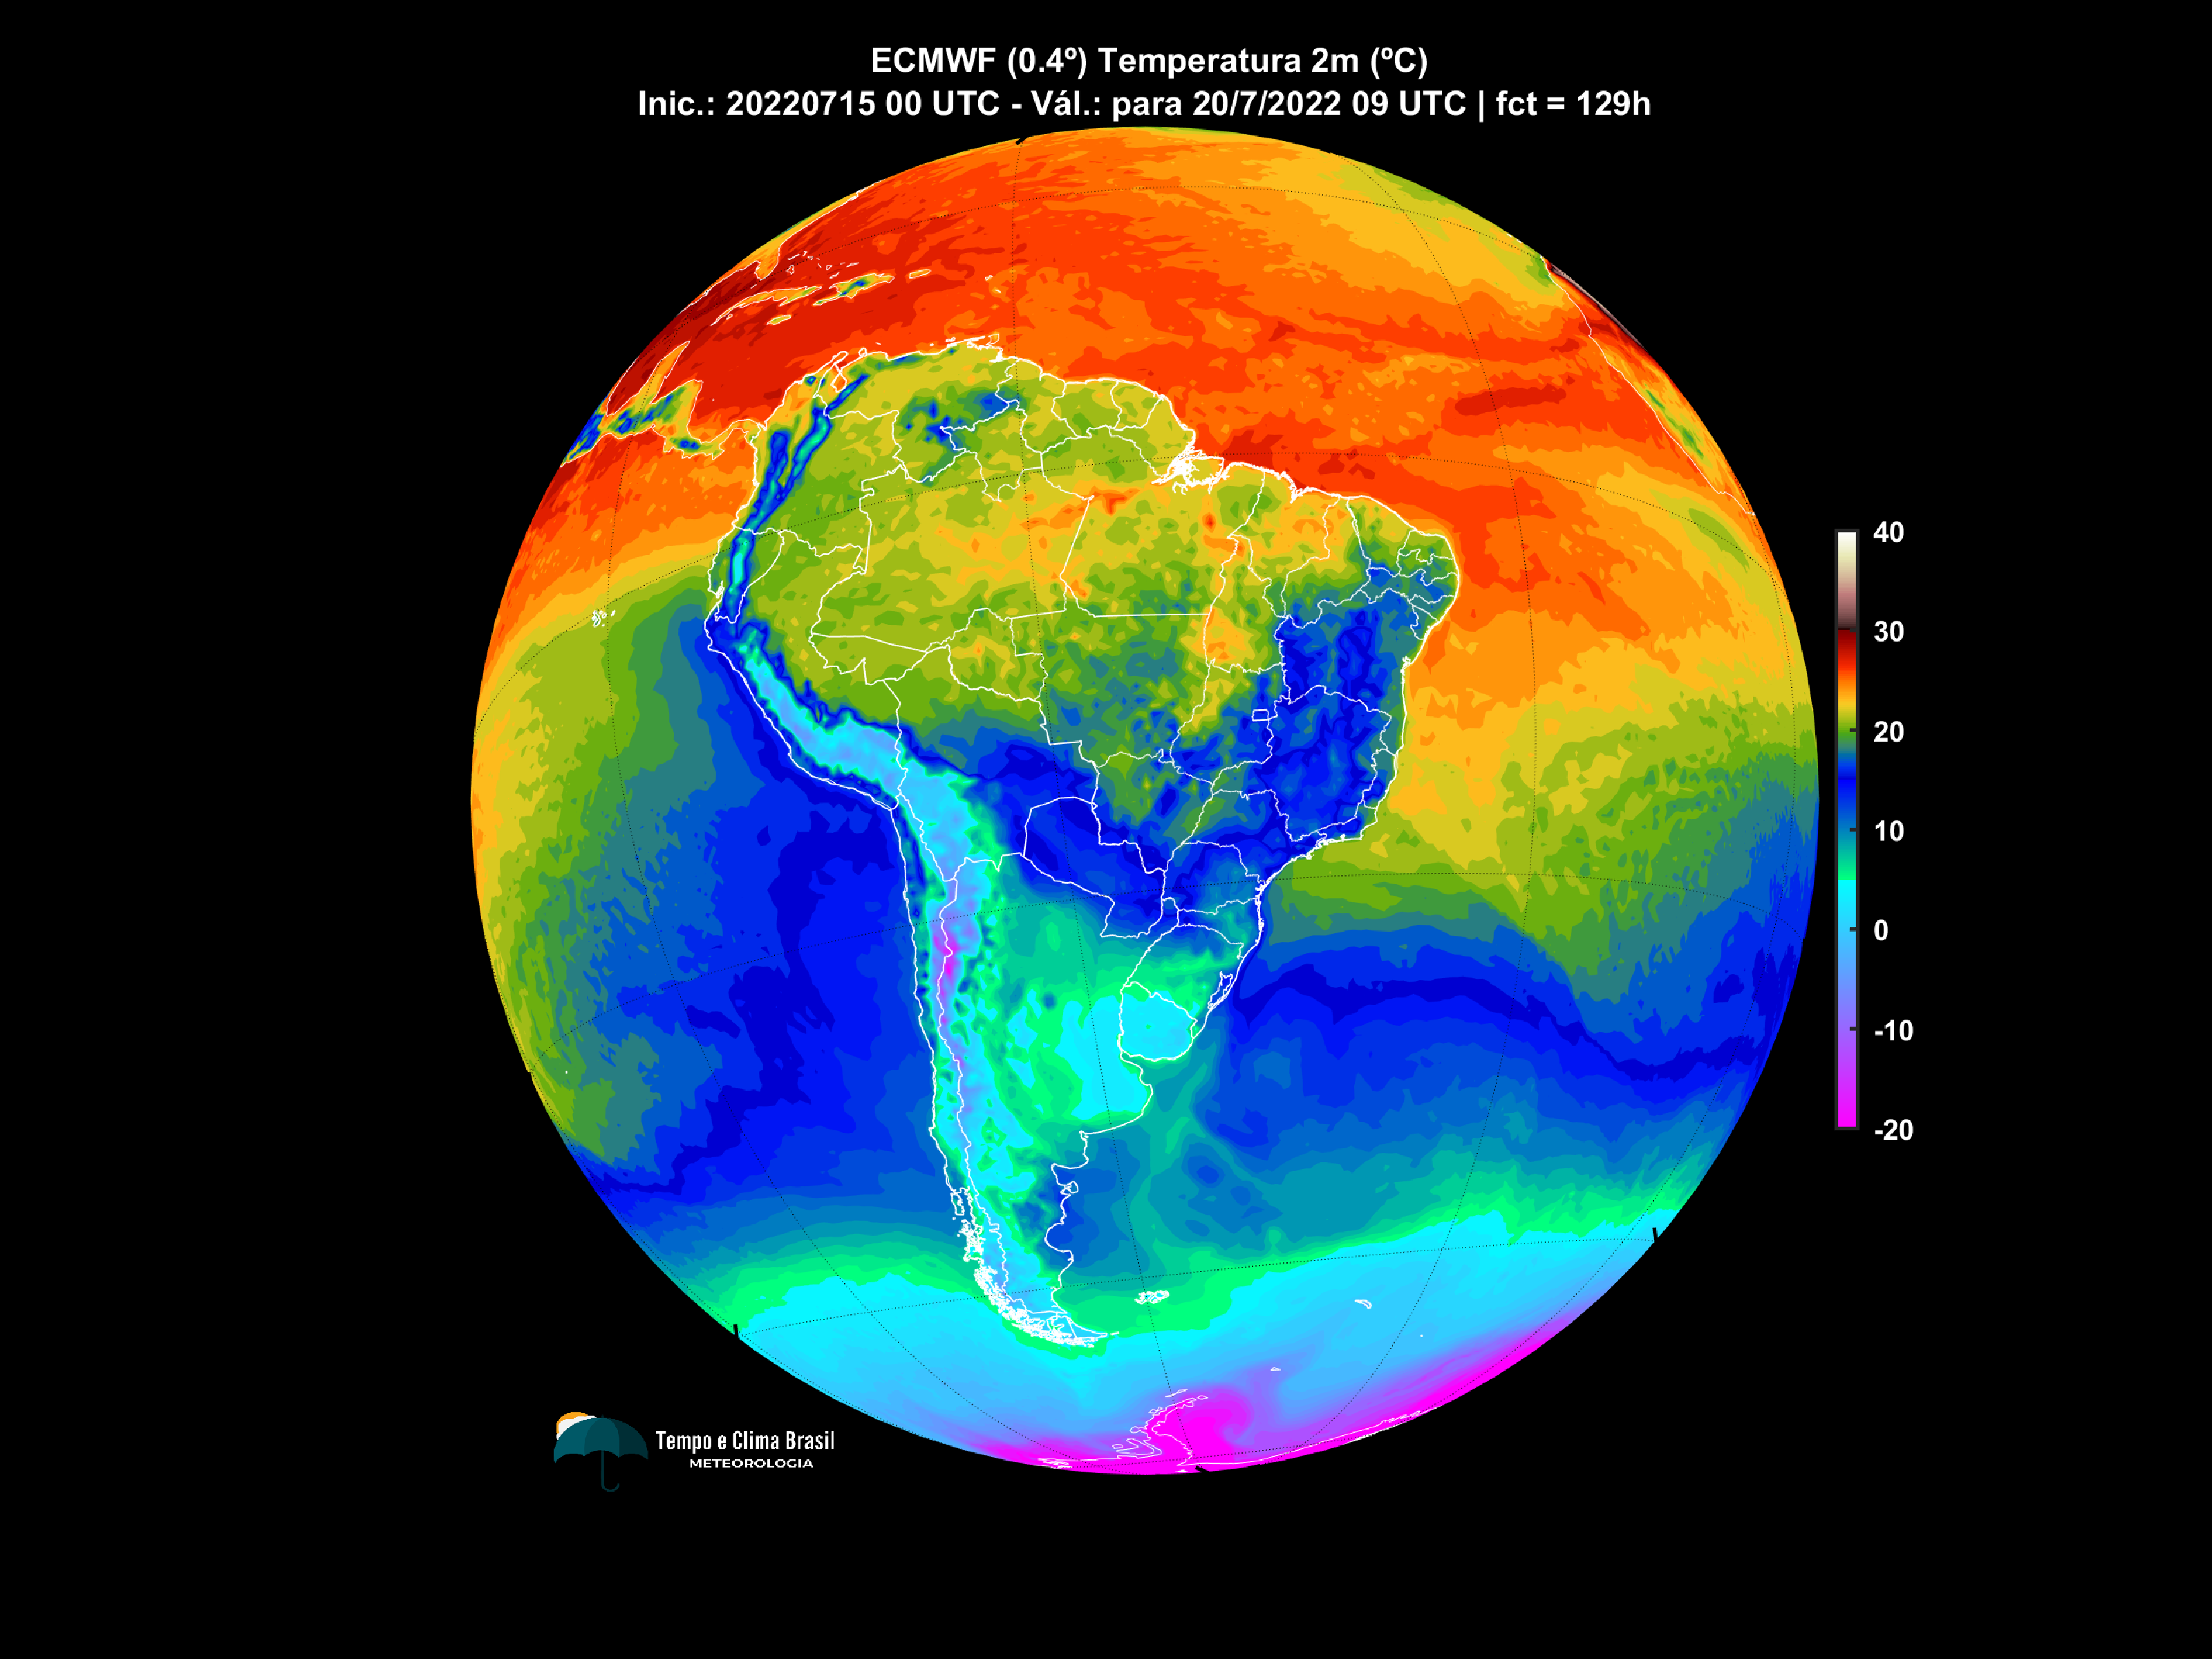 ECMWF (0.4º) Temperatura 2m (ºC)
Inic.: 20220715 00 UTC - Vál.: para 20/7/2022 09 UTC | fct = 129h
40
30
20
10
0
-10
-20
Tempo e Clima Brasil
METEOROLOGIA